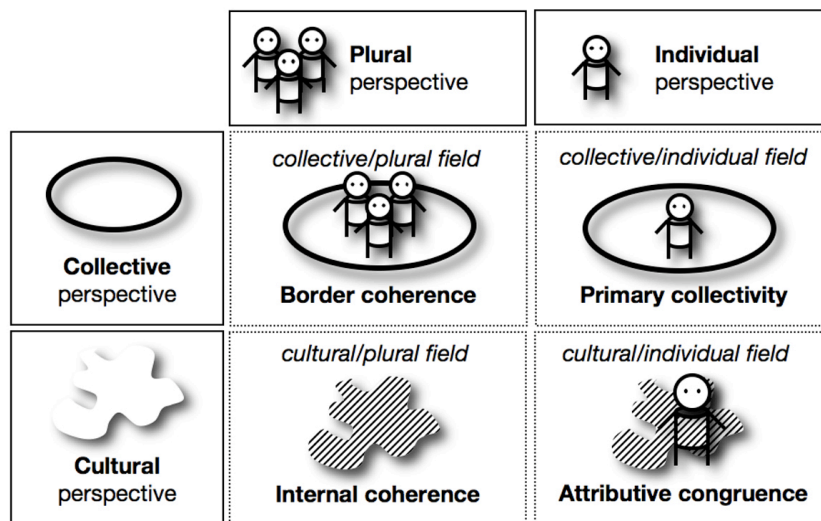 Plural
perspective
Individual
perspective
Collective
perspective
collective/plural field
Border coherence
collective/individual field
Primary collectivity
Cultural
perspective
cultural/plural field
Internal coherence
cultural/individual field
Attributive congruence